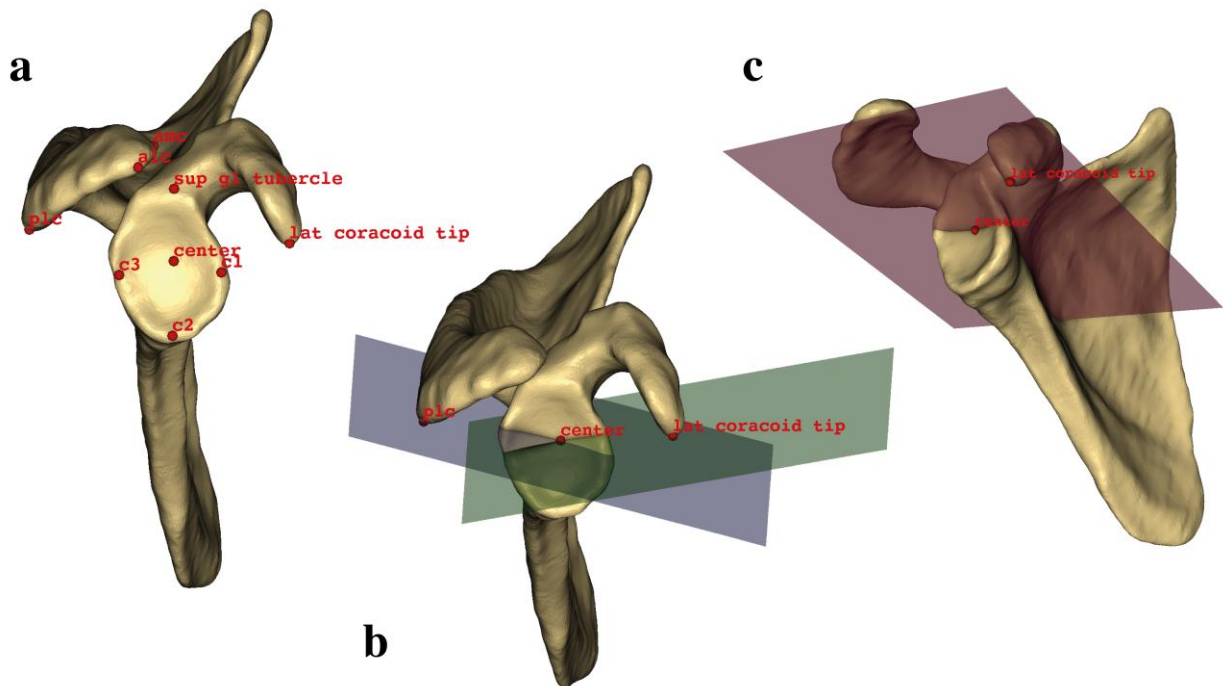 a
amc
alc
sup gl tubercle
plc
lat coracoid tip
center
c3
c1
c2
b
plc
center
lat coracoid tip
c
lat coracoid tip
center